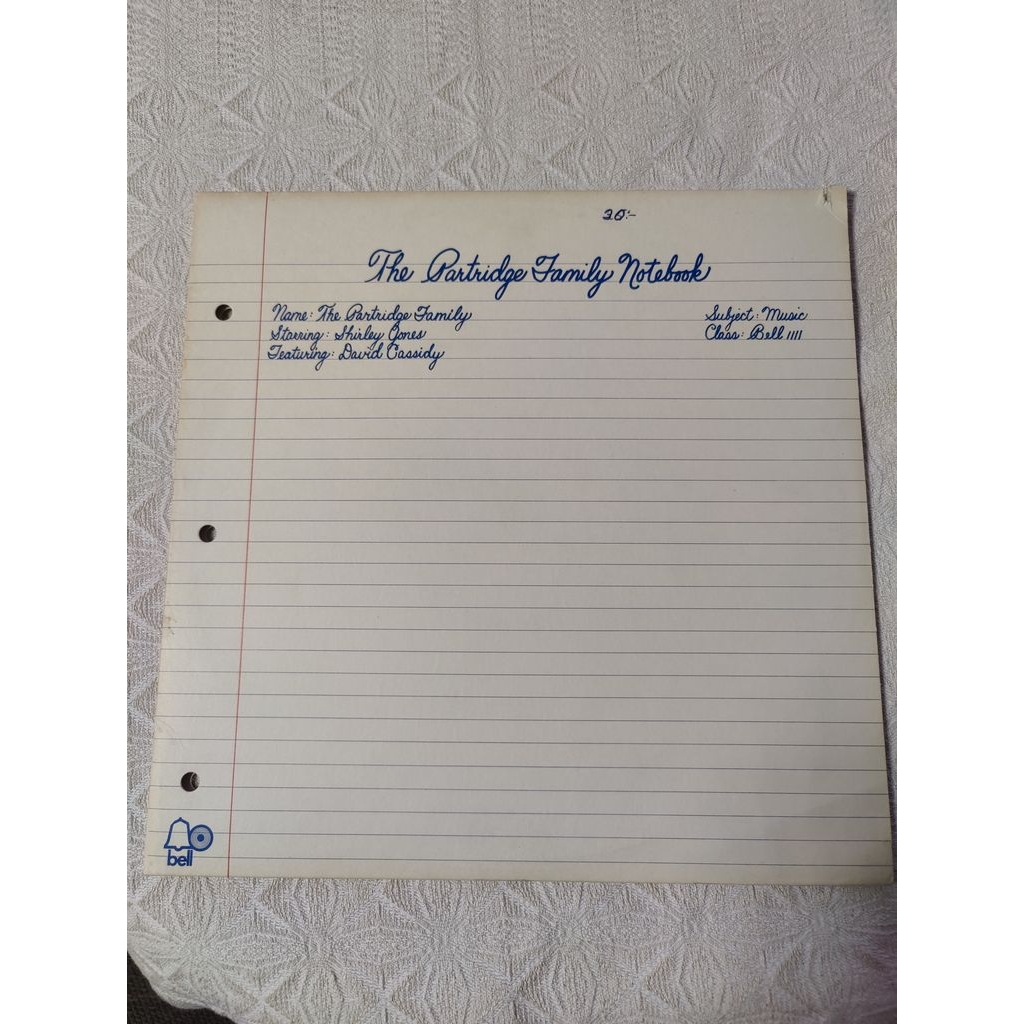 20:-
The Partridge Family Notebook
Name: The Partridge Family
Starring: Shirley Jones
Featuring: David Cassidy
Subject: Music
Class: Bell 1111
bell